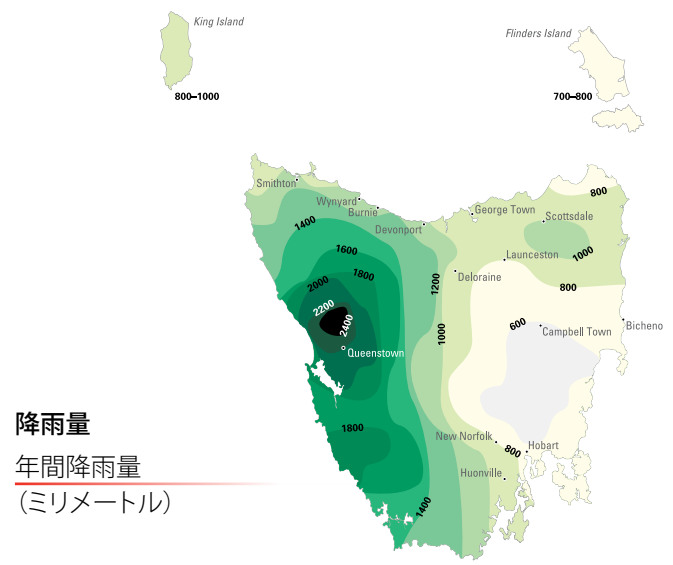 King Island
800–1000
Flinders Island
700–800
Smithton
Wynyard
Burnie
Devonport
George Town
Scottsdale
800
1400
1600
1800
2000
2200
2400
1200
1000
1000
Launceston
Deloraine
800
600
Campbell Town
Bicheno
Queenstown
1800
New Norfolk
800
Hobart
Huonville
1400
降雨量
年間降雨量
（ミリメートル）